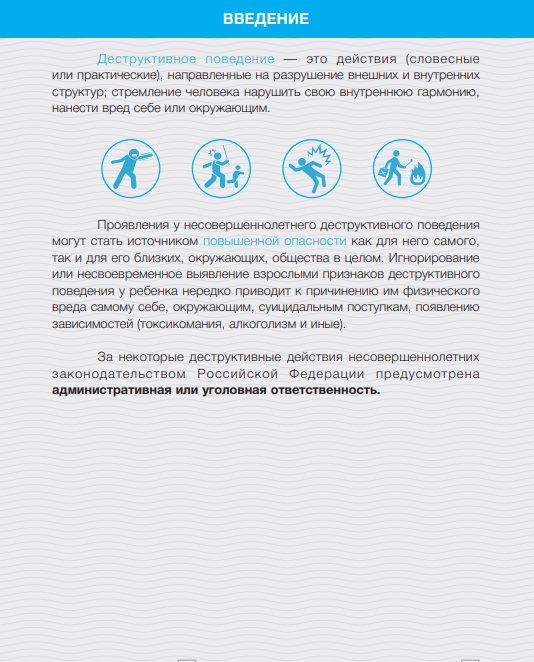 ВВЕДЕНИЕ
Деструктивное поведение — это действия (словесные
или практические), направленные на разрушение внешних и внутренних
структур; стремление человека нарушить свою внутреннюю гармонию,
нанести вред себе или окружающим.
Проявления у несовершеннолетнего деструктивного поведения
могут стать источником повышенной опасности как для него самого,
так и для его близких, окружающих, общества в целом. Игнорирование
или несвоевременное выявление взрослыми признаков деструктивного
поведения у ребенка нередко приводит к причинению им физического
вреда самому себе, окружающим, суицидальным поступкам, появлению
зависимостей (токсикомания, алкоголизм и иные).
За некоторые деструктивные действия несовершеннолетних
законодательством Российской Федерации предусмотрена
административная или уголовная ответственность.